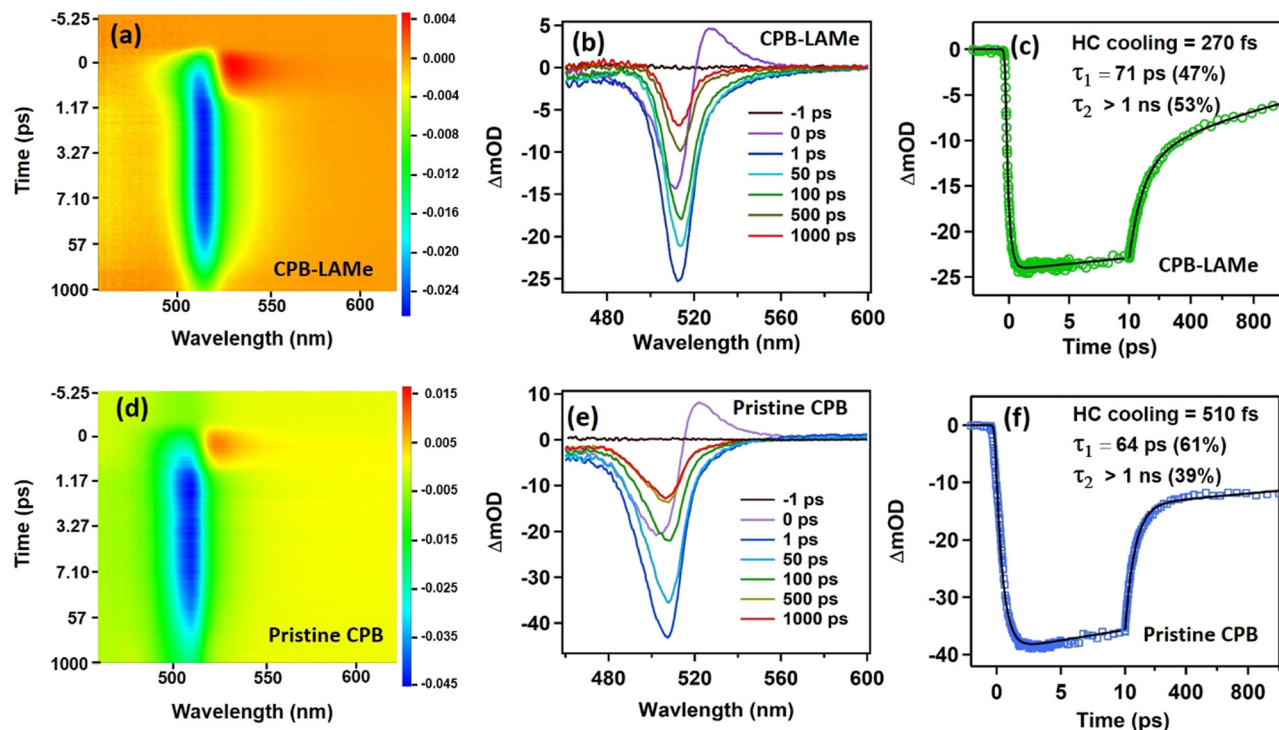 (a)
-5.25
0
1.17
3.27
7.10
57
1000
Time (ps)
CPB-LAMe
500
550
600
Wavelength (nm)
0.004
0.000
-0.004
-0.008
-0.012
-0.016
-0.020
-0.024
(b)
CPB-LAMe
5
0
-5
-10
-15
-20
-25
ΔmOD
-1 ps
0 ps
1 ps
50 ps
100 ps
500 ps
1000 ps
480
520
560
600
Wavelength (nm)
(c)
HC cooling = 270 fs
τ1 = 71 ps (47%)
τ2 > 1 ns (53%)
0
-5
-10
-15
-20
-25
ΔmOD
CPB-LAMe
0
5
10
400
800
Time (ps)
(d)
-5.25
0
1.17
3.27
7.10
57
1000
Time (ps)
Pristine CPB
500
550
600
Wavelength (nm)
0.015
0.005
-0.005
-0.015
-0.025
-0.035
-0.045
(e)
Pristine CPB
10
0
-10
-20
-30
-40
ΔmOD
-1 ps
0 ps
1 ps
50 ps
100 ps
500 ps
1000 ps
480
520
560
600
Wavelength (nm)
(f)
HC cooling = 510 fs
τ1 = 64 ps (61%)
τ2 > 1 ns (39%)
0
-10
-20
-30
-40
ΔmOD
Pristine CPB
0
5
10
400
800
Time (ps)